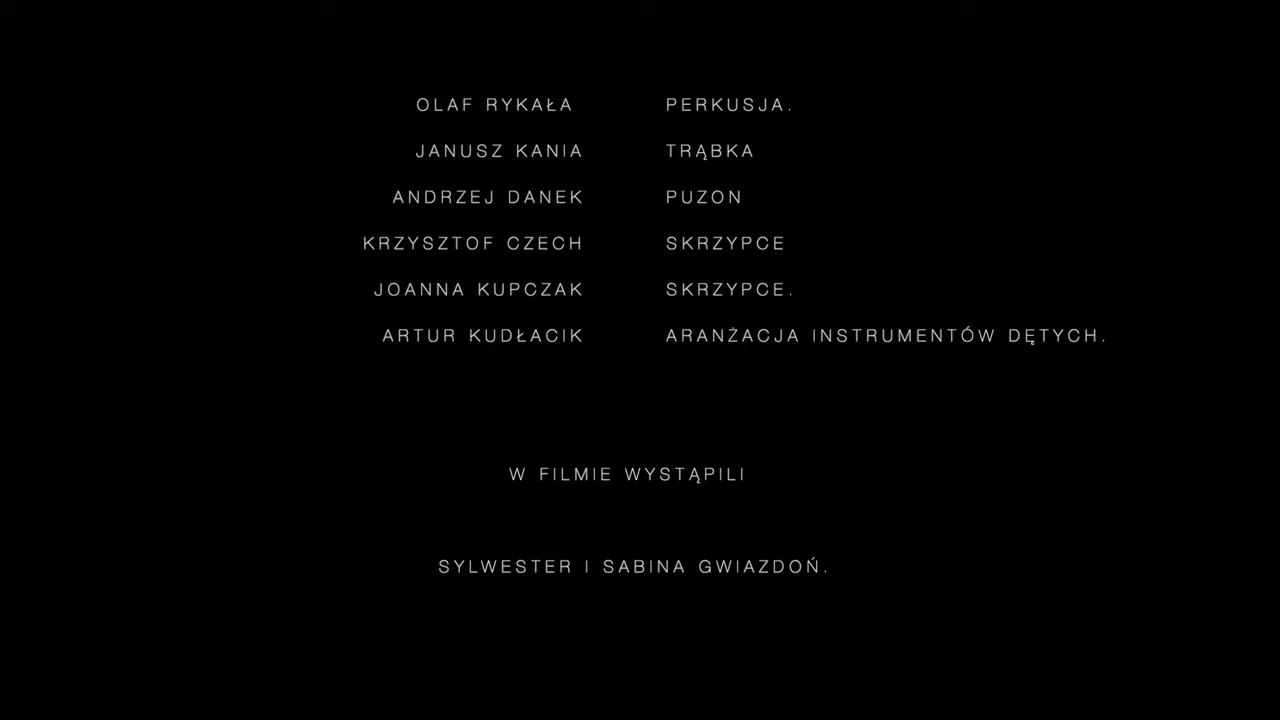 OLAF RYKAŁA PERKUSJA.
JANUSZ KANIA TRĄBKA
ANDRZEJ DANEK PUZON
KRZYSZTOF CZECH SKRZYPCE
JOANNA KUPCZAK SKRZYPCE.
ARTUR KUDŁACIK ARANŻACJA INSTRUMENTÓW DĘTYCH.
W FILMIE WYSTĄPILI
SYLWESTER I SABINA GWIAZDOŃ.